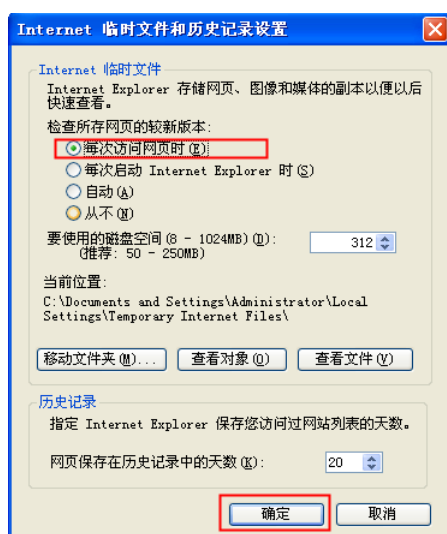 Internet 临时文件和历史记录设置
Internet 临时文件
Internet Explorer 存储网页、图像和媒体的副本以便以后
快速查看。
检查所存网页的较新版本:
每次访问网页时(E)
每次启动 Internet Explorer 时(S)
自动(A)
从不(N)
要使用的磁盘空间(8 - 1024MB)(D): 312
(推荐: 50 - 250MB)
当前位置:
C:\Documents and Settings\Administrator\Local
Settings\Temporary Internet Files\
移动文件夹(M)... 查看对象(O) 查看文件(V)
历史记录
指定 Internet Explorer 保存您访问过网站列表的天数。
网页保存在历史记录中的天数(K): 20
确定 取消